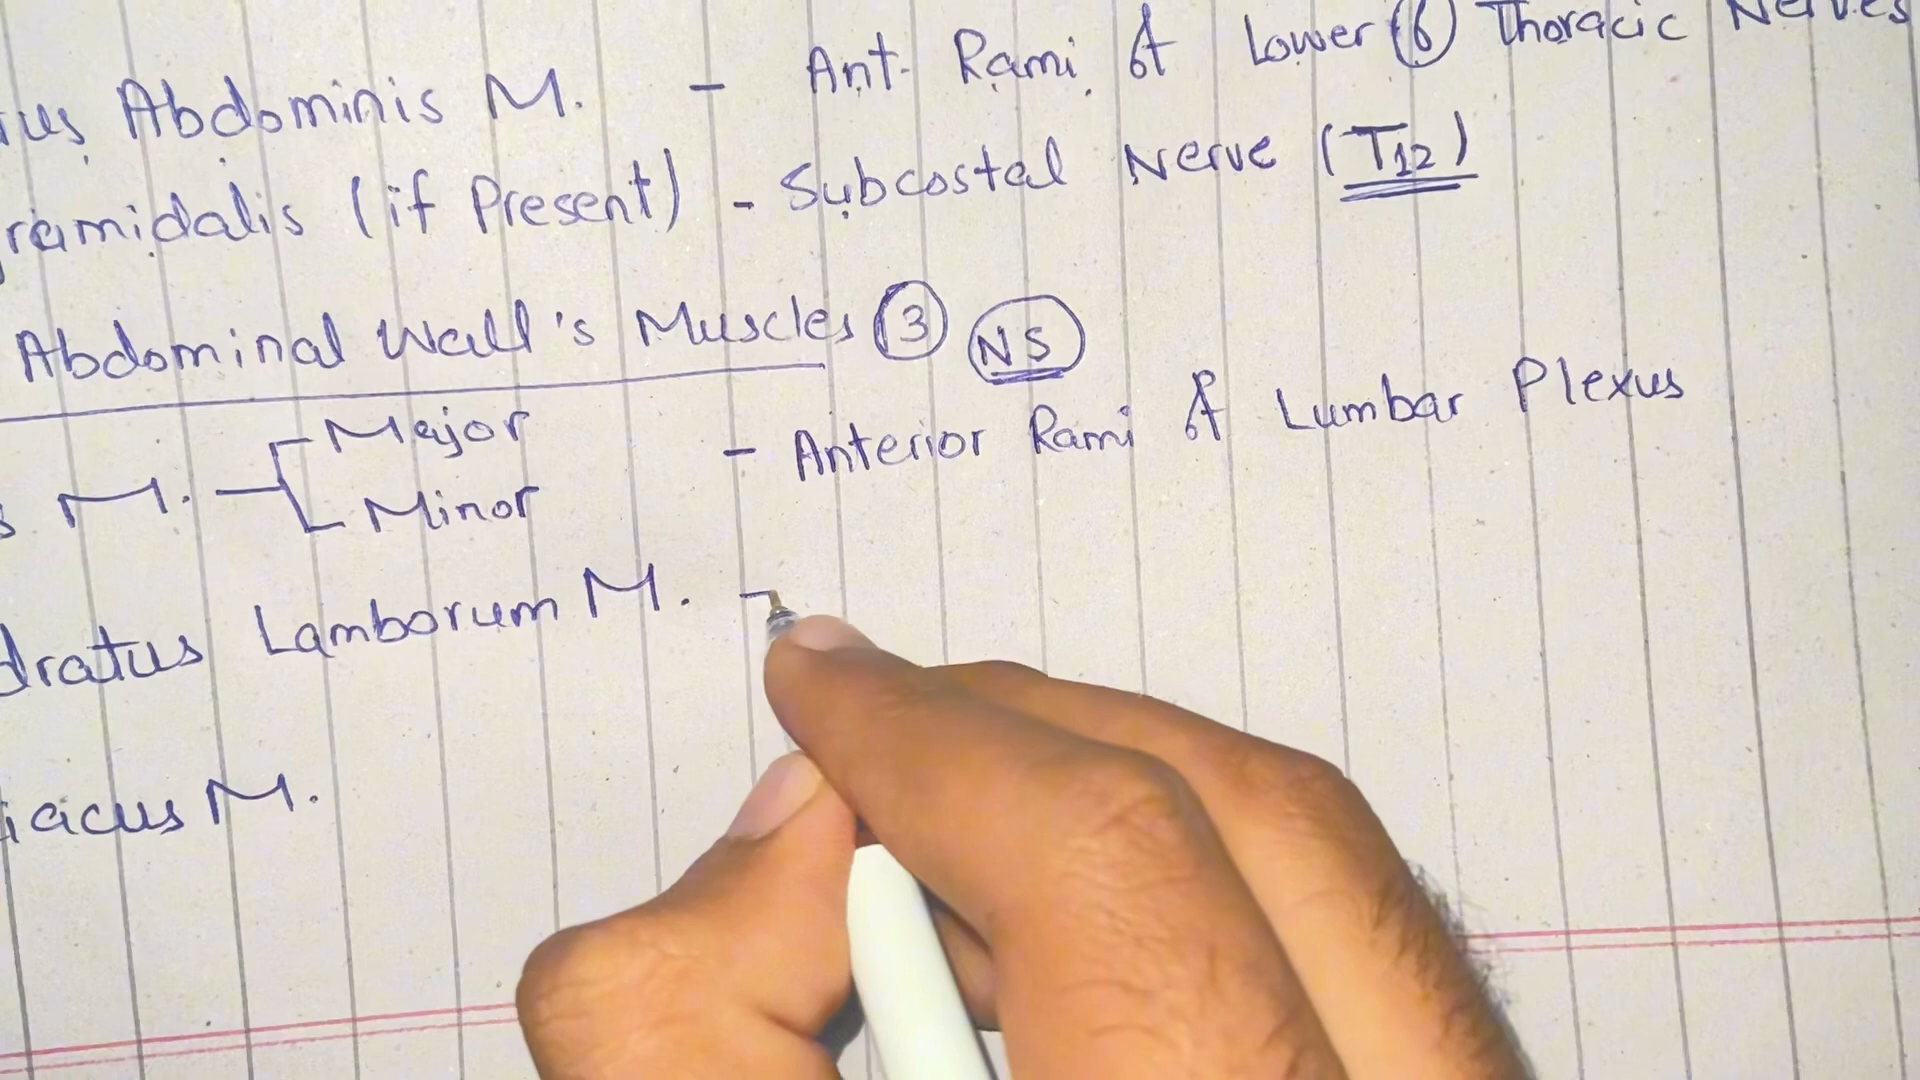 Abdominis M. - Ant. Rami of Lower 6 Thoracic Nerves
ramidalis (if Present) - Subcostal Nerve (T12)
Abdominal Wall's Muscles 3 NS
M. Major - Anterior Rami of Lumbar Plexus
Minor
dratus Lamborum M. -
iacus M.